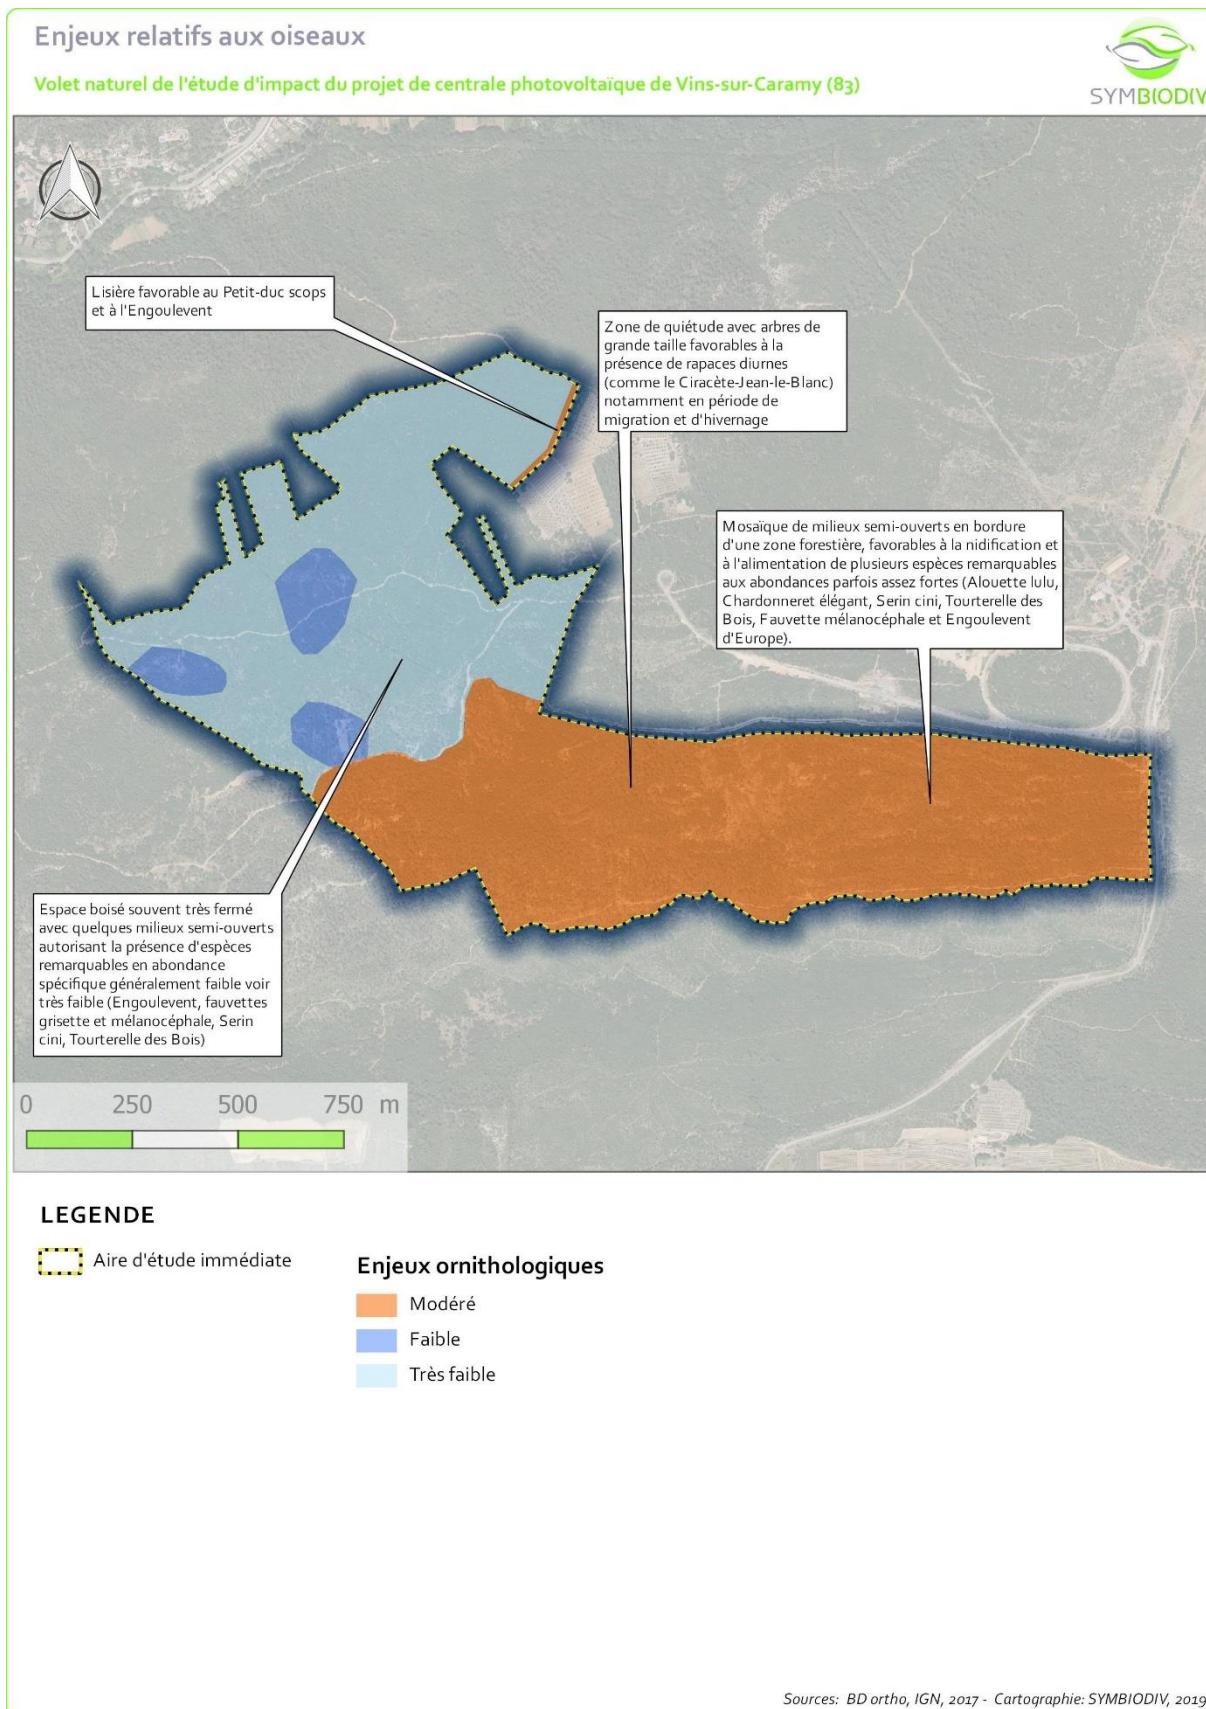 Enjeux relatifs aux oiseaux
Volet naturel de l'étude d'impact du projet de centrale photovoltaïque de Vins-sur-Caramy (83)
SYMBIODIV
Lisière favorable au Petit-duc scops
et à l'Engoulevent
Zone de quiétude avec arbres de
grande taille favorables à la
présence de rapaces diurnes
(comme le Ciracète-Jean-le-Blanc)
notamment en période de
migration et d'hivernage
Mosaïque de milieux semi-ouverts en bordure
d'une zone forestière, favorables à la nidification et
à l'alimentation de plusieurs espèces remarquables
aux abondances parfois assez fortes (Alouette lulu,
Chardonneret élégant, Serin cini, Tourterelle des
Bois, Fauvette mélanocéphale et Engoulevent
d'Europe).
Espace boisé souvent très fermé
avec quelques milieux semi-ouverts
autorisant la présence d'espèces
remarquables en abondance
spécifique généralement faible voir
très faible (Engoulevent, fauvettes
grisette et mélanocéphale, Serin
cini, Tourterelle des Bois)
0 250 500 750 m
LEGENDE
Aire d'étude immédiate
Enjeux ornithologiques
Modéré
Faible
Très faible
Sources: BD ortho, IGN, 2017 - Cartographie: SYMBIODIV, 2019